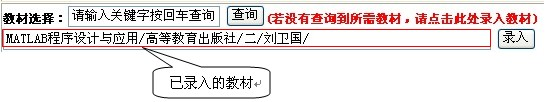 教材选择：请输入关键字按回车查询 查询 (若没有查询到所需教材，请点击此处录入教材)
MATLAB程序设计与应用/高等教育出版社/二/刘卫国/ 录入
已录入的教材